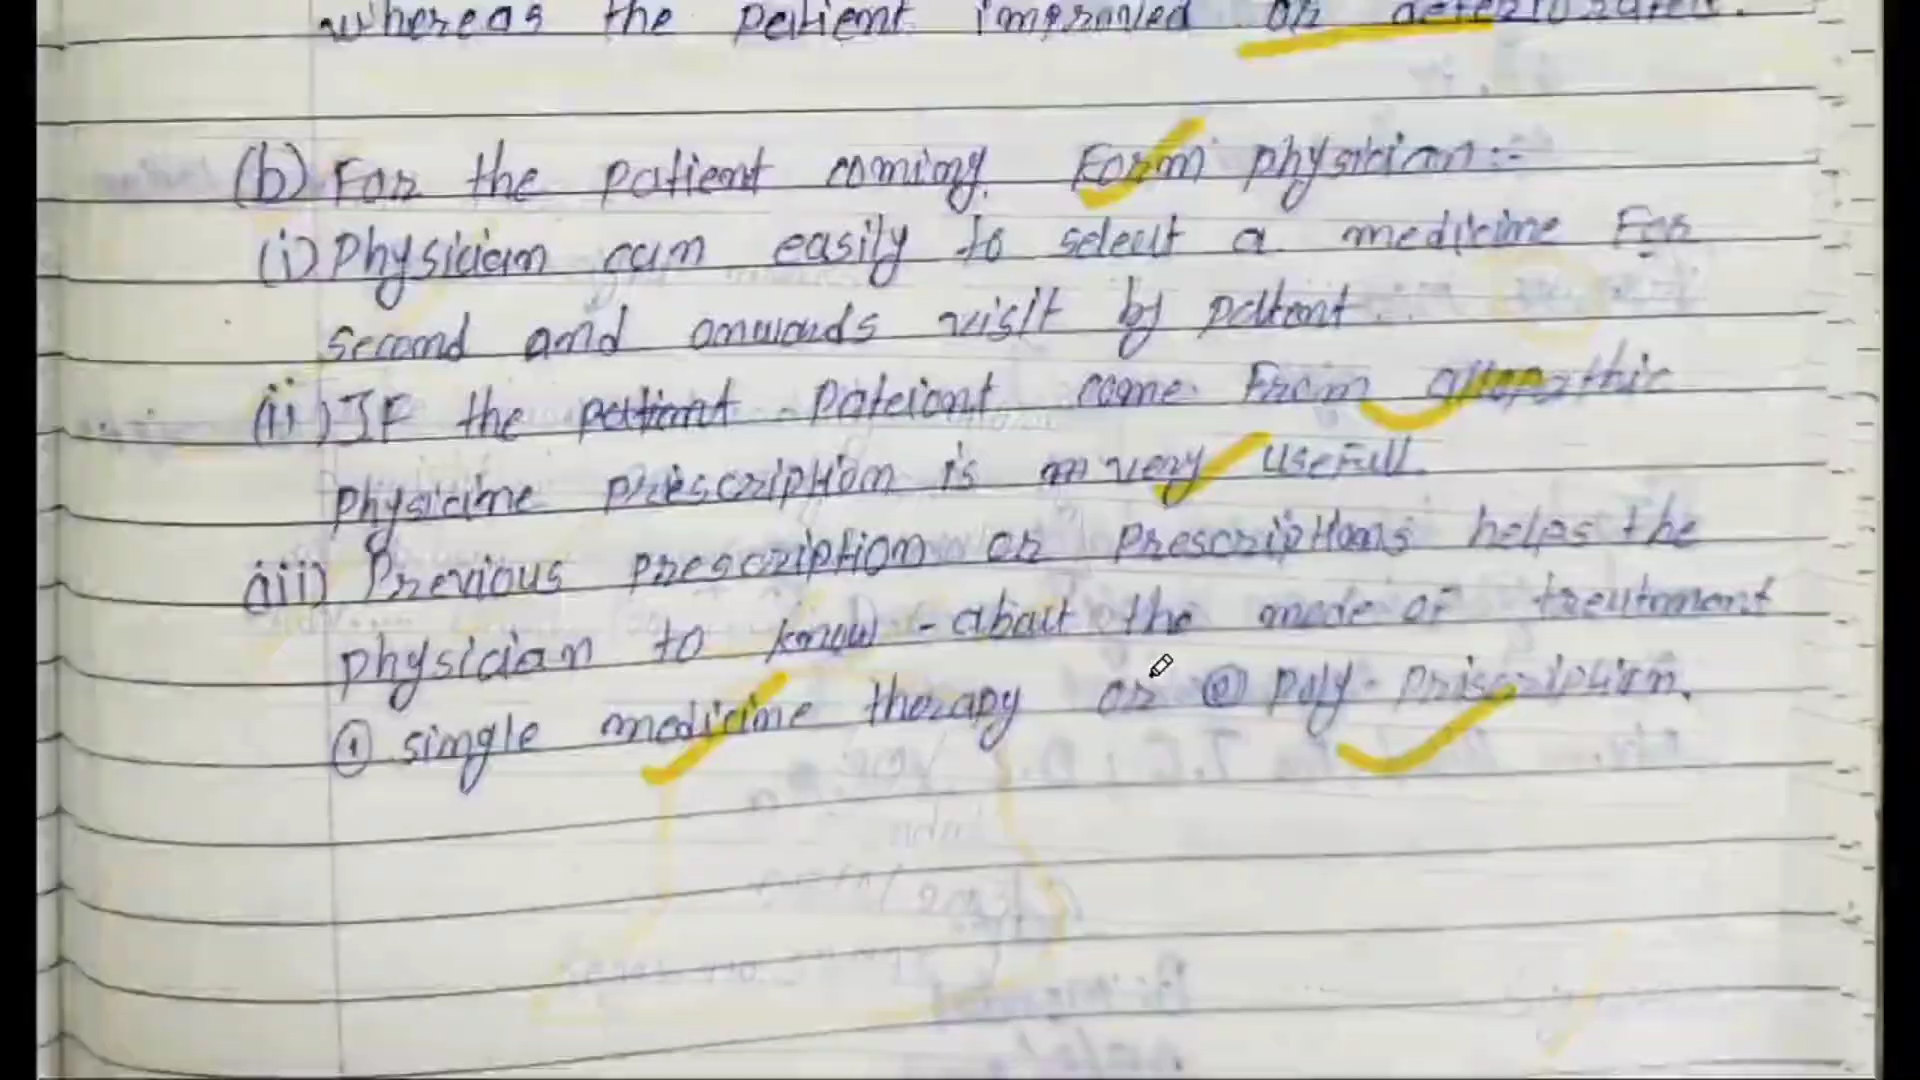 whereas the patient impronled or deteriorated.
(b) For the patient coming. Form physician:-
(i) Physician can easily to select a medicine For
Second and onwards visit by patient
(ii) IF the patient pateiont come From allopathic
physicine prescription is very usefull.
(iii) Previous prescription or prescriptions helps the
physician to know - about the mode of treutment
① single medicine therapy or ② poly- priscription.